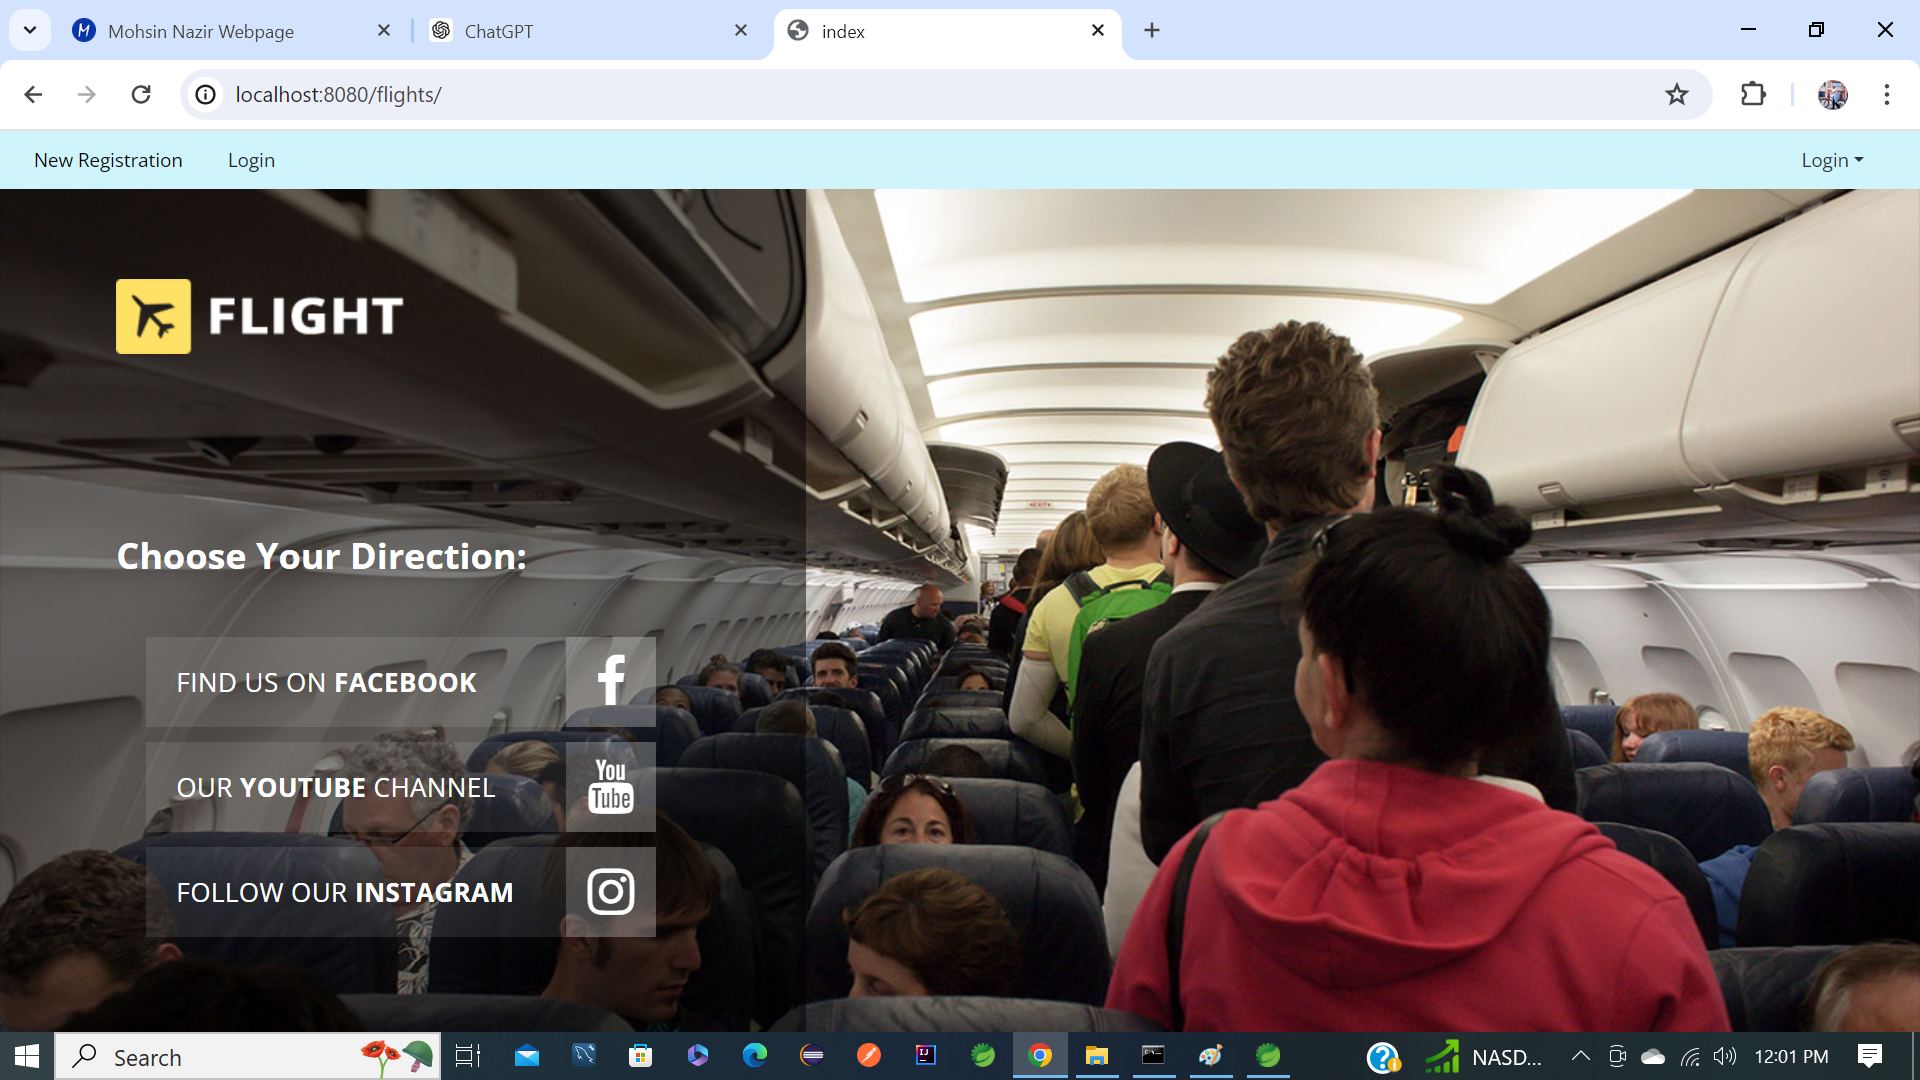 Mohsin Nazir Webpage
ChatGPT
index
localhost:8080/flights/
New Registration
Login
Login
FLIGHT
Choose Your Direction:
FIND US ON FACEBOOK
OUR YOUTUBE CHANNEL
You
Tube
FOLLOW OUR INSTAGRAM
Search
NASD...
12:01 PM